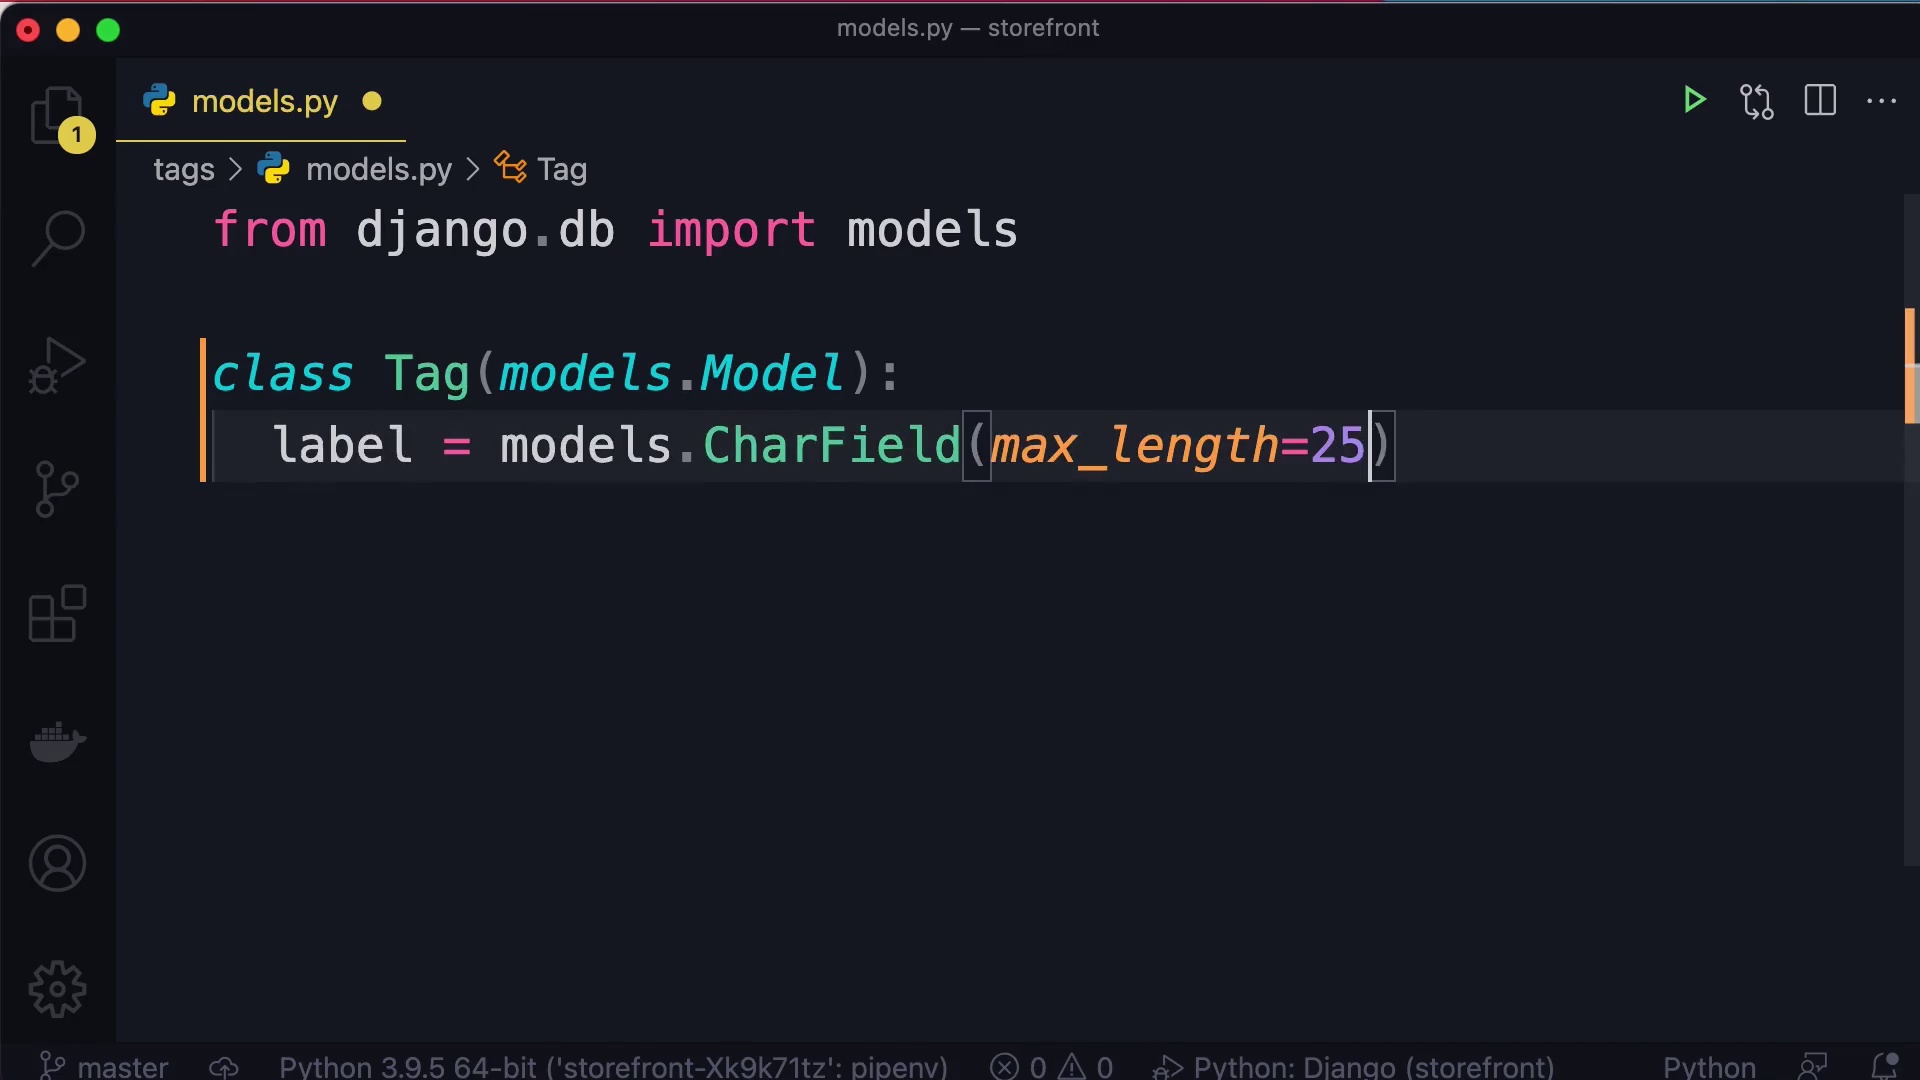 models.py — storefront
models.py
1
tags > models.py > Tag
from django.db import models
class Tag(models.Model):
label = models.CharField(max_length=25)
master Python 3.9.5 64-bit ('storefront-Xk9k71tz': pipenv) 0 0 Python: Django (storefront) Python